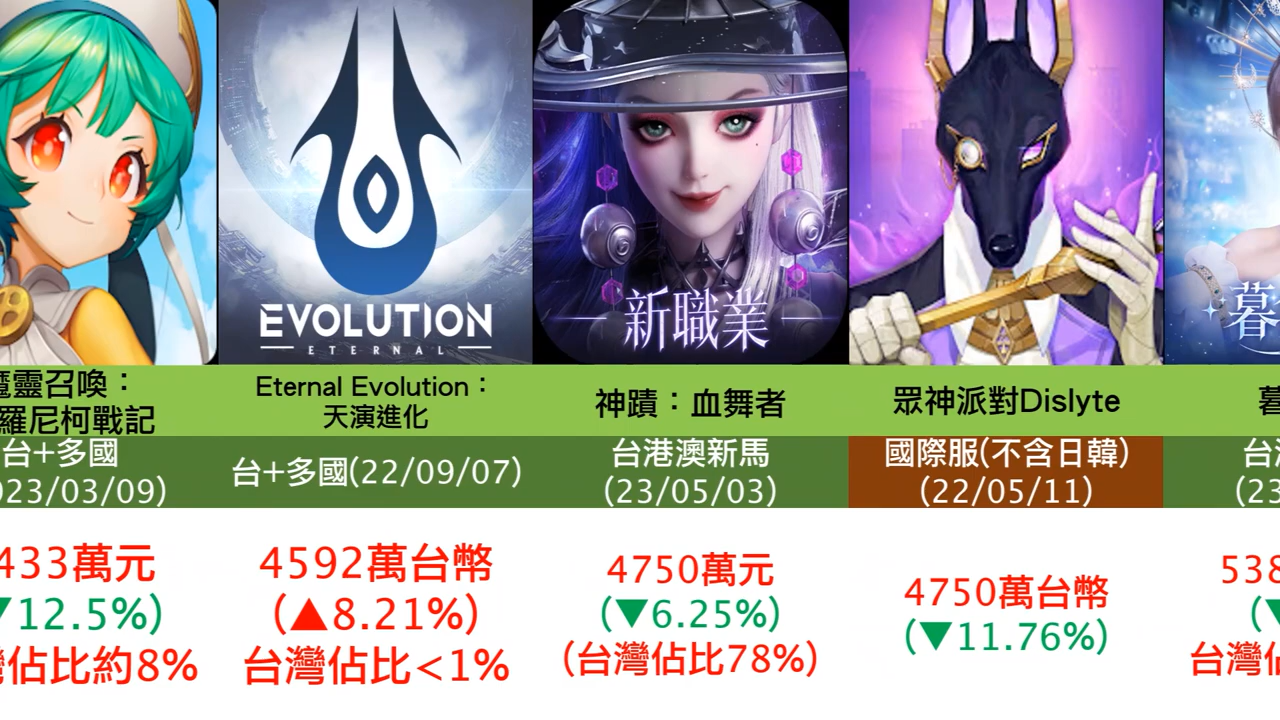 EVOLUTION
ETERNAL
新職業
暮
魔靈召喚：
羅尼柯戰記
台+多國
023/03/09)
433萬元
▼12.5%)
灣佔比約8%
Eternal Evolution：
天演進化
台+多國(22/09/07)
4592萬台幣
(▲8.21%)
台灣佔比<1%
神蹟：血舞者
台港澳新馬
(23/05/03)
4750萬元
(▼6.25%)
(台灣佔比78%)
眾神派對Dislyte
國際服(不含日韓)
(22/05/11)
4750萬台幣
(▼11.76%)
暮
台
(23
538
(▼
台灣佔